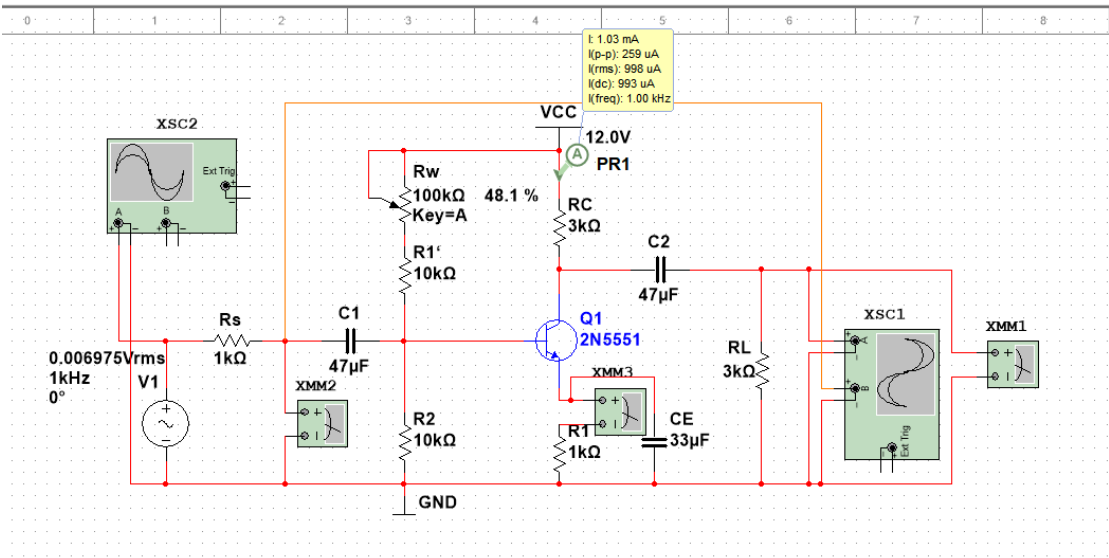 0 1 2 3 4 5 6 7 8
I: 1.03 mA
I(p-p): 259 uA
I(rms): 998 uA
I(dc): 993 uA
I(freq): 1.00 kHz
VCC
12.0V
PR1
A
XSC2
Ext Trig
+
−
A
B
+ − + −
Rw
100kΩ
Key=A
48.1 %
RC
3kΩ
R1‘
10kΩ
C2
47µF
C1
47µF
Rs
1kΩ
0.006975Vrms
1kHz
0°
V1
XMM2
+
−
Q1
2N5551
XMM3
+
−
R1
1kΩ
CE
33µF
R2
10kΩ
GND
RL
3kΩ
XSC1
A
B
Ext Trig
XMM1
+
−